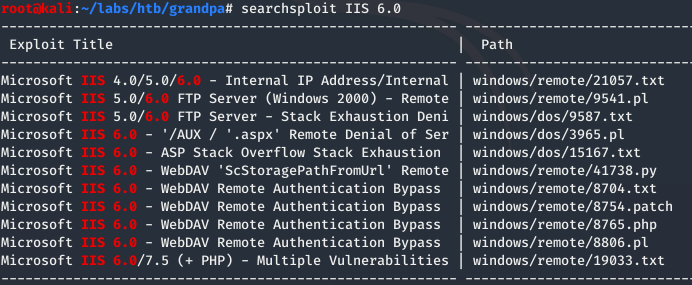 root@kali:~/labs/htb/grandpa# searchsploit IIS 6.0
Exploit Title | Path
Microsoft IIS 4.0/5.0/6.0 - Internal IP Address/Internal | windows/remote/21057.txt
Microsoft IIS 5.0/6.0 FTP Server (Windows 2000) - Remote | windows/remote/9541.pl
Microsoft IIS 5.0/6.0 FTP Server - Stack Exhaustion Deni | windows/dos/9587.txt
Microsoft IIS 6.0 - '/AUX / '.aspx' Remote Denial of Ser | windows/dos/3965.pl
Microsoft IIS 6.0 - ASP Stack Overflow Stack Exhaustion | windows/dos/15167.txt
Microsoft IIS 6.0 - WebDAV 'ScStoragePathFromUrl' Remote | windows/remote/41738.py
Microsoft IIS 6.0 - WebDAV Remote Authentication Bypass | windows/remote/8704.txt
Microsoft IIS 6.0 - WebDAV Remote Authentication Bypass | windows/remote/8754.patch
Microsoft IIS 6.0 - WebDAV Remote Authentication Bypass | windows/remote/8765.php
Microsoft IIS 6.0 - WebDAV Remote Authentication Bypass | windows/remote/8806.pl
Microsoft IIS 6.0/7.5 (+ PHP) - Multiple Vulnerabilities | windows/remote/19033.txt